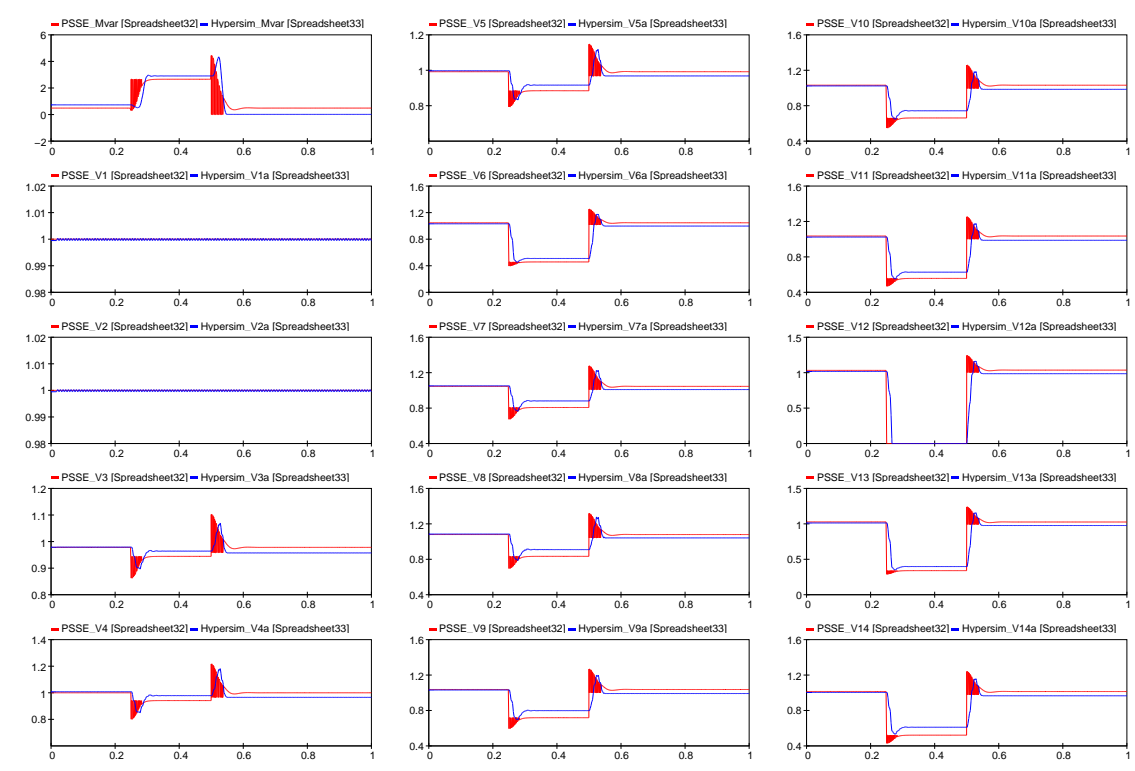 PSSE_Mvar [Spreadsheet32] Hypersim_Mvar [Spreadsheet33]
6
4
2
0
−2
0 0.2 0.4 0.6 0.8 1
PSSE_V1 [Spreadsheet32] Hypersim_V1a [Spreadsheet33]
1.02
1.01
1
0.99
0.98
0 0.2 0.4 0.6 0.8 1
PSSE_V2 [Spreadsheet32] Hypersim_V2a [Spreadsheet33]
1.02
1.01
1
0.99
0.98
0 0.2 0.4 0.6 0.8 1
PSSE_V3 [Spreadsheet32] Hypersim_V3a [Spreadsheet33]
1.2
1.1
1
0.9
0.8
0 0.2 0.4 0.6 0.8 1
PSSE_V4 [Spreadsheet32] Hypersim_V4a [Spreadsheet33]
1.4
1.2
1
0.8
0 0.2 0.4 0.6 0.8 1
PSSE_V5 [Spreadsheet32] Hypersim_V5a [Spreadsheet33]
1.2
1
0.8
0 0.2 0.4 0.6 0.8 1
PSSE_V6 [Spreadsheet32] Hypersim_V6a [Spreadsheet33]
1.6
1.2
0.8
0.4
0
0 0.2 0.4 0.6 0.8 1
PSSE_V7 [Spreadsheet32] Hypersim_V7a [Spreadsheet33]
1.6
1.2
0.8
0.4
0 0.2 0.4 0.6 0.8 1
PSSE_V8 [Spreadsheet32] Hypersim_V8a [Spreadsheet33]
1.6
1.2
0.8
0.4
0 0.2 0.4 0.6 0.8 1
PSSE_V9 [Spreadsheet32] Hypersim_V9a [Spreadsheet33]
1.6
1.2
0.8
0.4
0 0.2 0.4 0.6 0.8 1
PSSE_V10 [Spreadsheet32] Hypersim_V10a [Spreadsheet33]
1.6
1.2
0.8
0.4
0 0.2 0.4 0.6 0.8 1
PSSE_V11 [Spreadsheet32] Hypersim_V11a [Spreadsheet33]
1.6
1.2
0.8
0.4
0 0.2 0.4 0.6 0.8 1
PSSE_V12 [Spreadsheet32] Hypersim_V12a [Spreadsheet33]
1.5
1
0.5
0
0 0.2 0.4 0.6 0.8 1
PSSE_V13 [Spreadsheet32] Hypersim_V13a [Spreadsheet33]
1.5
1
0.5
0
0 0.2 0.4 0.6 0.8 1
PSSE_V14 [Spreadsheet32] Hypersim_V14a [Spreadsheet33]
1.6
1.2
0.8
0.4
0 0.2 0.4 0.6 0.8 1